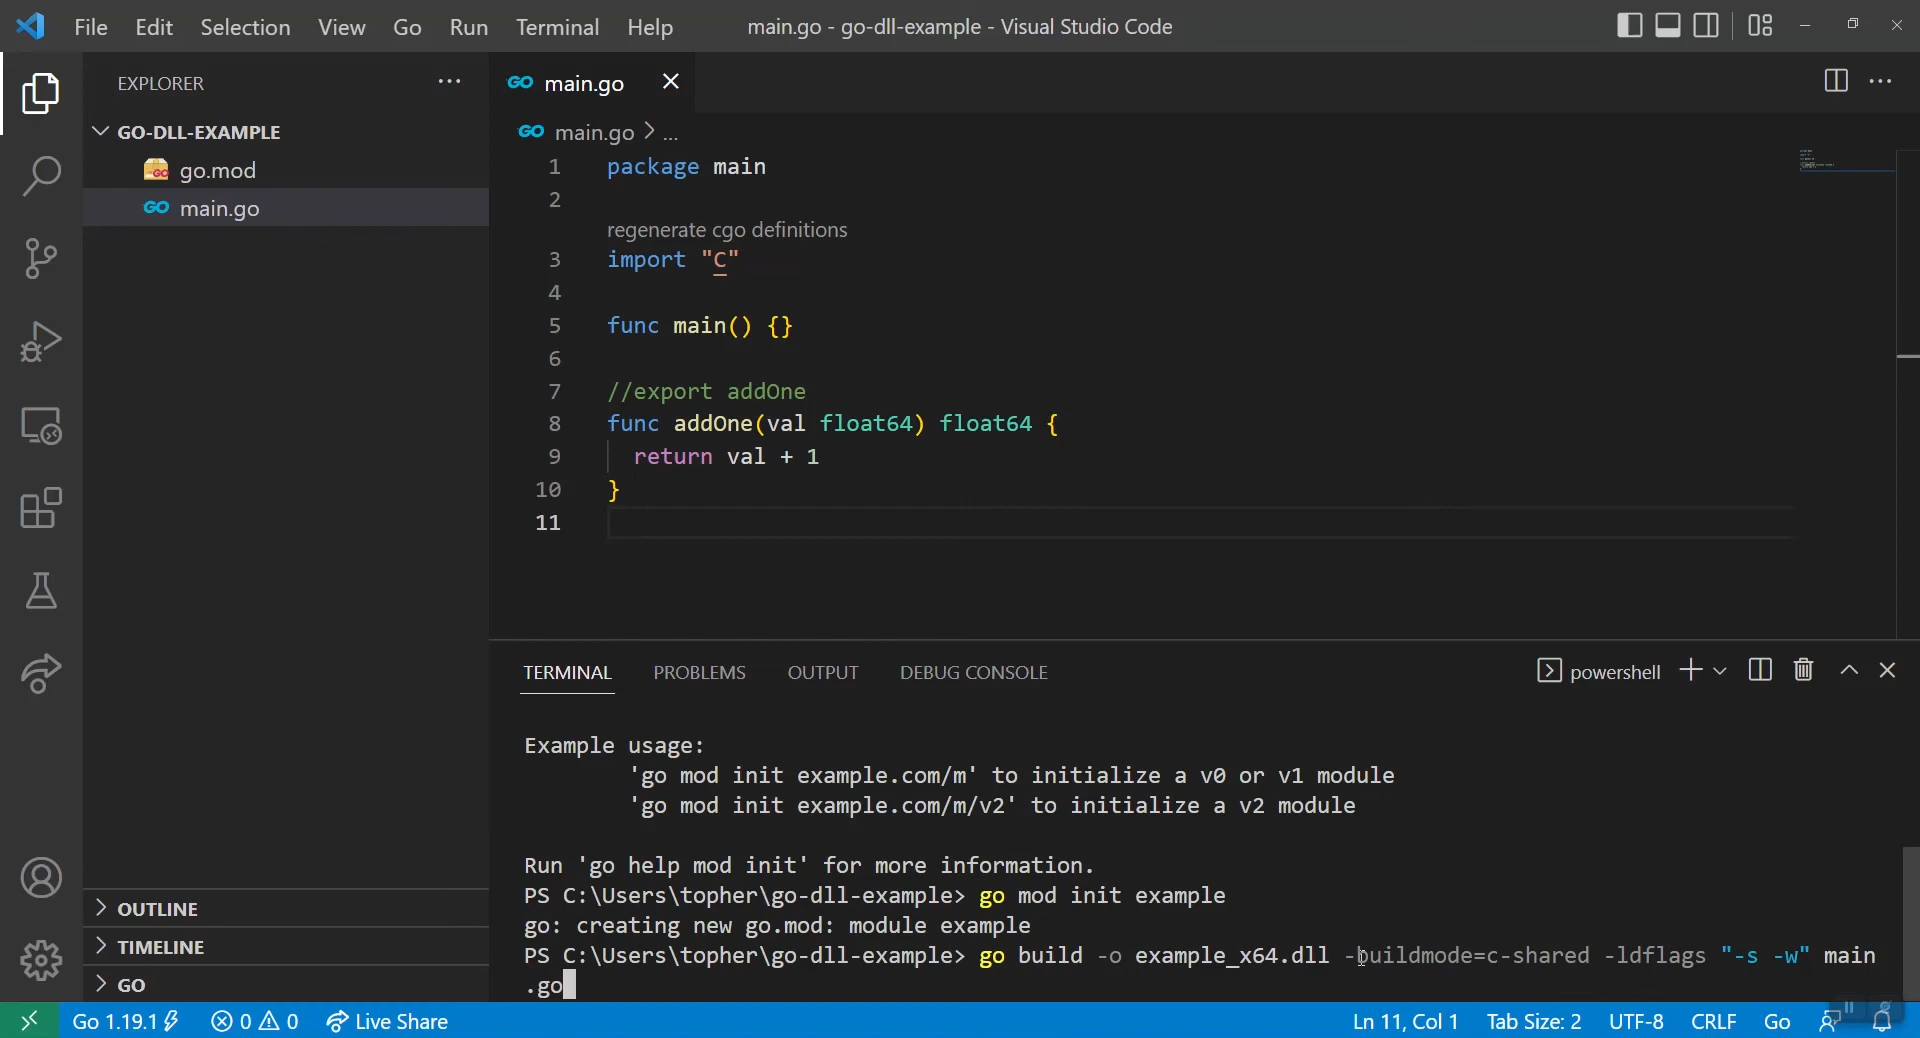 File Edit Selection View Go Run Terminal Help
main.go - go-dll-example - Visual Studio Code
EXPLORER
GO-DLL-EXAMPLE
go.mod
main.go
OUTLINE
TIMELINE
GO
main.go
main.go > ...
1 package main
2
regenerate cgo definitions
3 import "C"
4
5 func main() {}
6
7 //export addOne
8 func addOne(val float64) float64 {
9 return val + 1
10 }
11
TERMINAL PROBLEMS OUTPUT DEBUG CONSOLE
powershell
Example usage:
'go mod init example.com/m' to initialize a v0 or v1 module
'go mod init example.com/m/v2' to initialize a v2 module
Run 'go help mod init' for more information.
PS C:\Users\topher\go-dll-example> go mod init example
go: creating new go.mod: module example
PS C:\Users\topher\go-dll-example> go build -o example_x64.dll -buildmode=c-shared -ldflags "-s -w" main
.go
Go 1.19.1 0 0 Live Share
Ln 11, Col 1 Tab Size: 2 UTF-8 CRLF Go